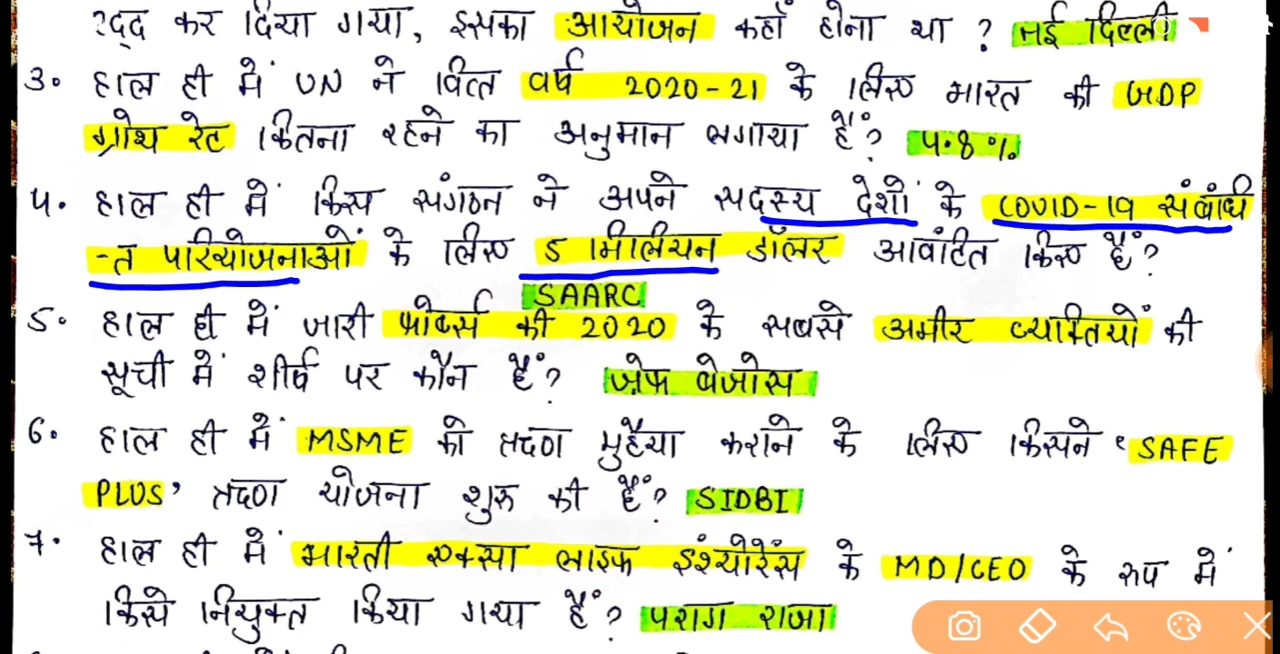 रद्द कर दिया गया, इसका आयोजन कहाँ होना था ? नई दिल्ली
3. हाल ही में UN ने वित्त वर्ष 2020-21 के लिए भारत की GDP
ग्रोथ रेट कितना रहने का अनुमान लगाया है? 4.8%
4. हाल ही में किस संगठन ने अपने सदस्य देशों के COVID-19 संबंधि
-त परियोजनाओं के लिए 5 मिलियन डॉलर आवंटित किए है?
SAARC
5. हाल ही में जारी फोर्ब्स की 2020 के सबसे अमीर व्यक्तियों की
सूची में शीर्ष पर कौन है? जेफ बेजोस
6. हाल ही में MSME को ऋण मुहैया कराने के लिए किसने 'SAFE
PLUS' ऋण योजना शुरु की है? SIDBI
7. हाल ही में भारती एक्सा लाइफ इंश्योरेंस के MD/CEO के रूप में
किसे नियुक्त किया गया है? पराग राजा